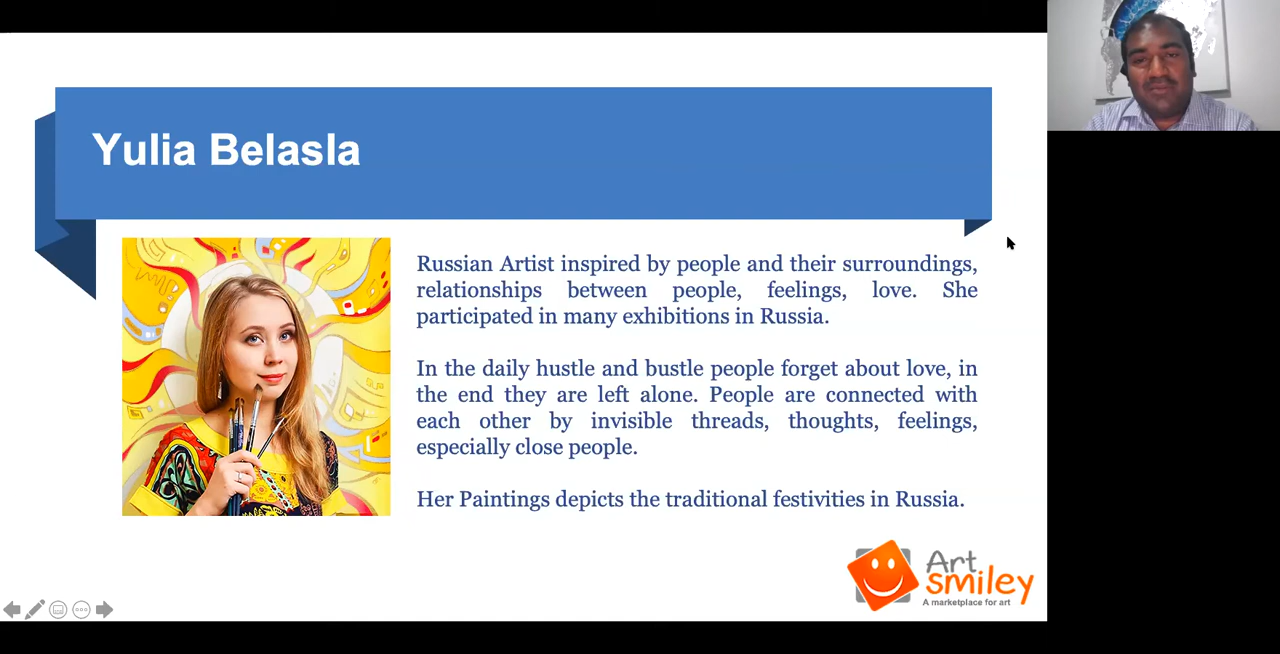 Yulia Belasla
Russian Artist inspired by people and their surroundings,
relationships between people, feelings, love. She
participated in many exhibitions in Russia.
In the daily hustle and bustle people forget about love, in
the end they are left alone. People are connected with
each other by invisible threads, thoughts, feelings,
especially close people.
Her Paintings depicts the traditional festivities in Russia.
Art
smiley
A marketplace for art